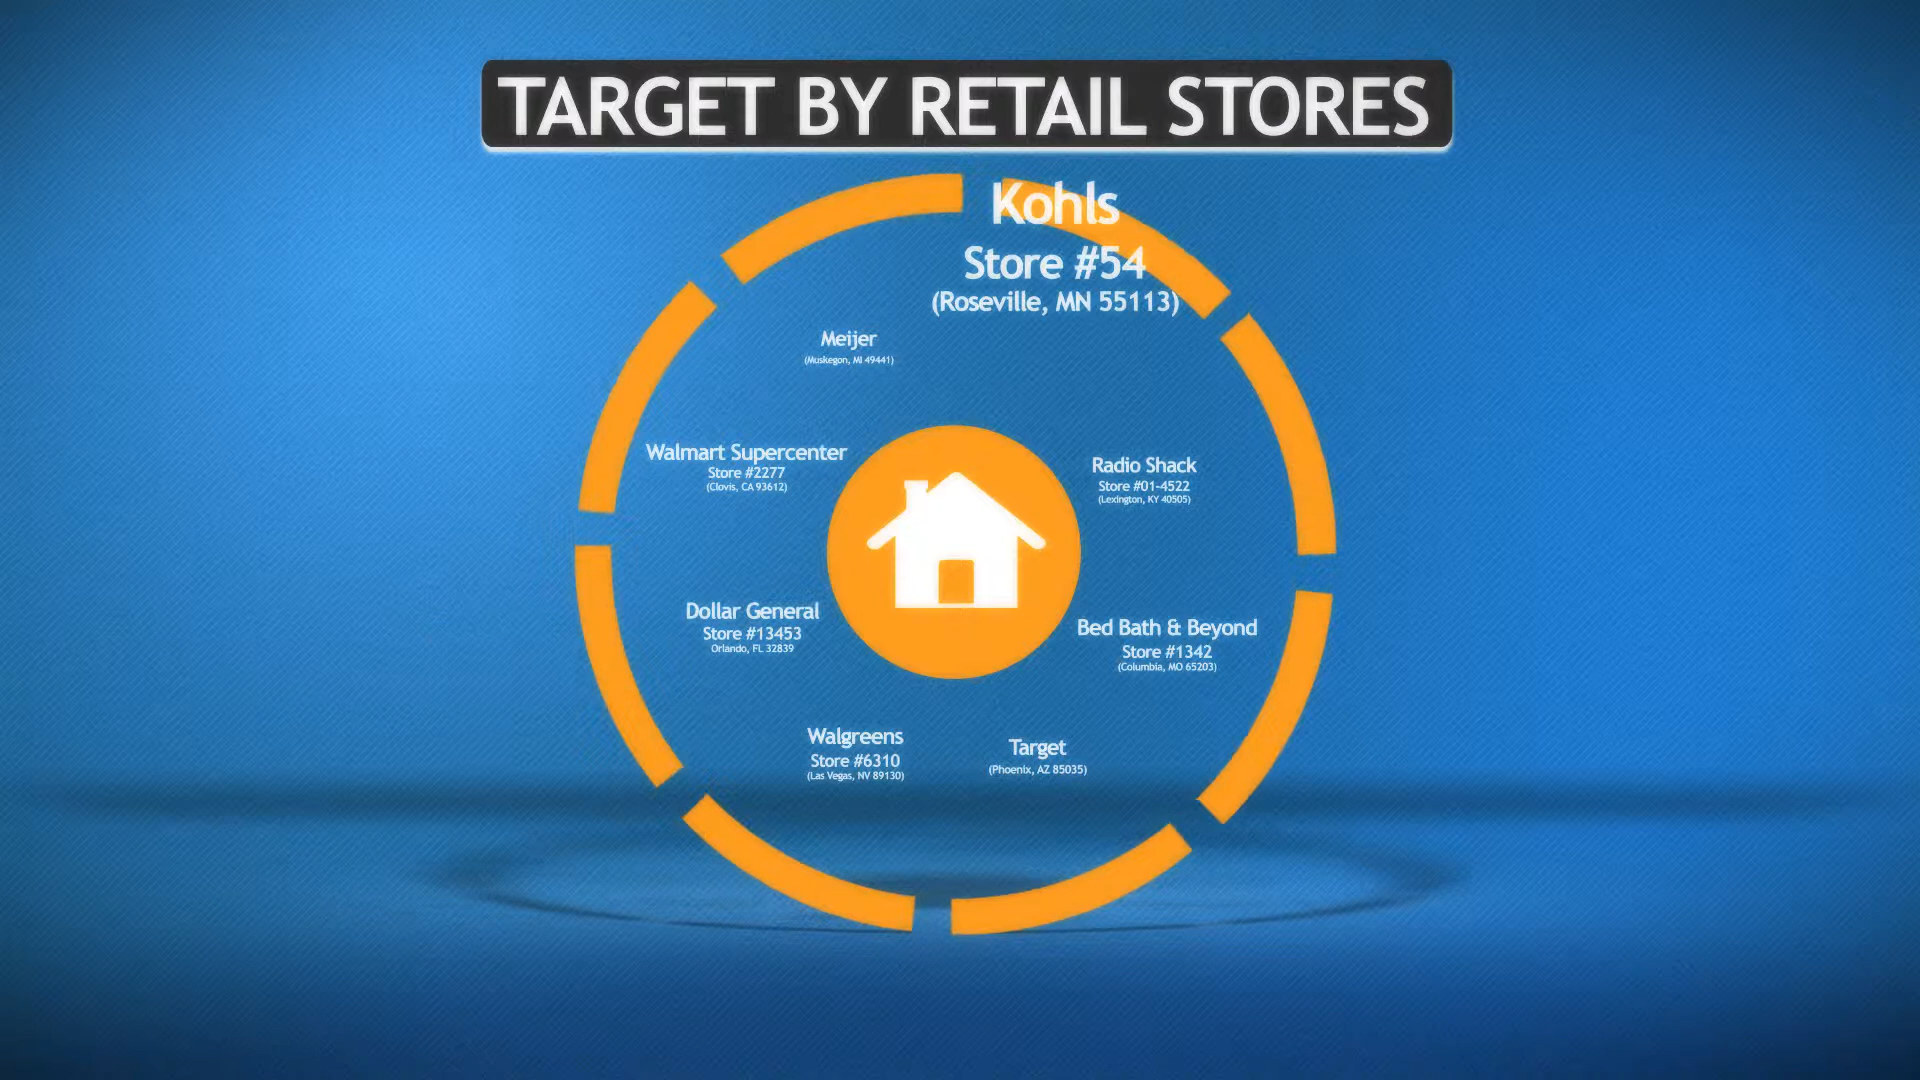 TARGET BY RETAIL STORES
Kohls
Store #54
(Roseville, MN 55113)
Meijer
(Muskegon, MI 49441)
Walmart Supercenter
Store #2277
(Clovis, CA 93612)
Radio Shack
Store #01-4522
(Lexington, KY 40505)
Dollar General
Store #13453
Orlando, FL 32839
Bed Bath & Beyond
Store #1342
(Columbia, MO 65203)
Walgreens
Store #6310
(Las Vegas, NV 89130)
Target
(Phoenix, AZ 85035)